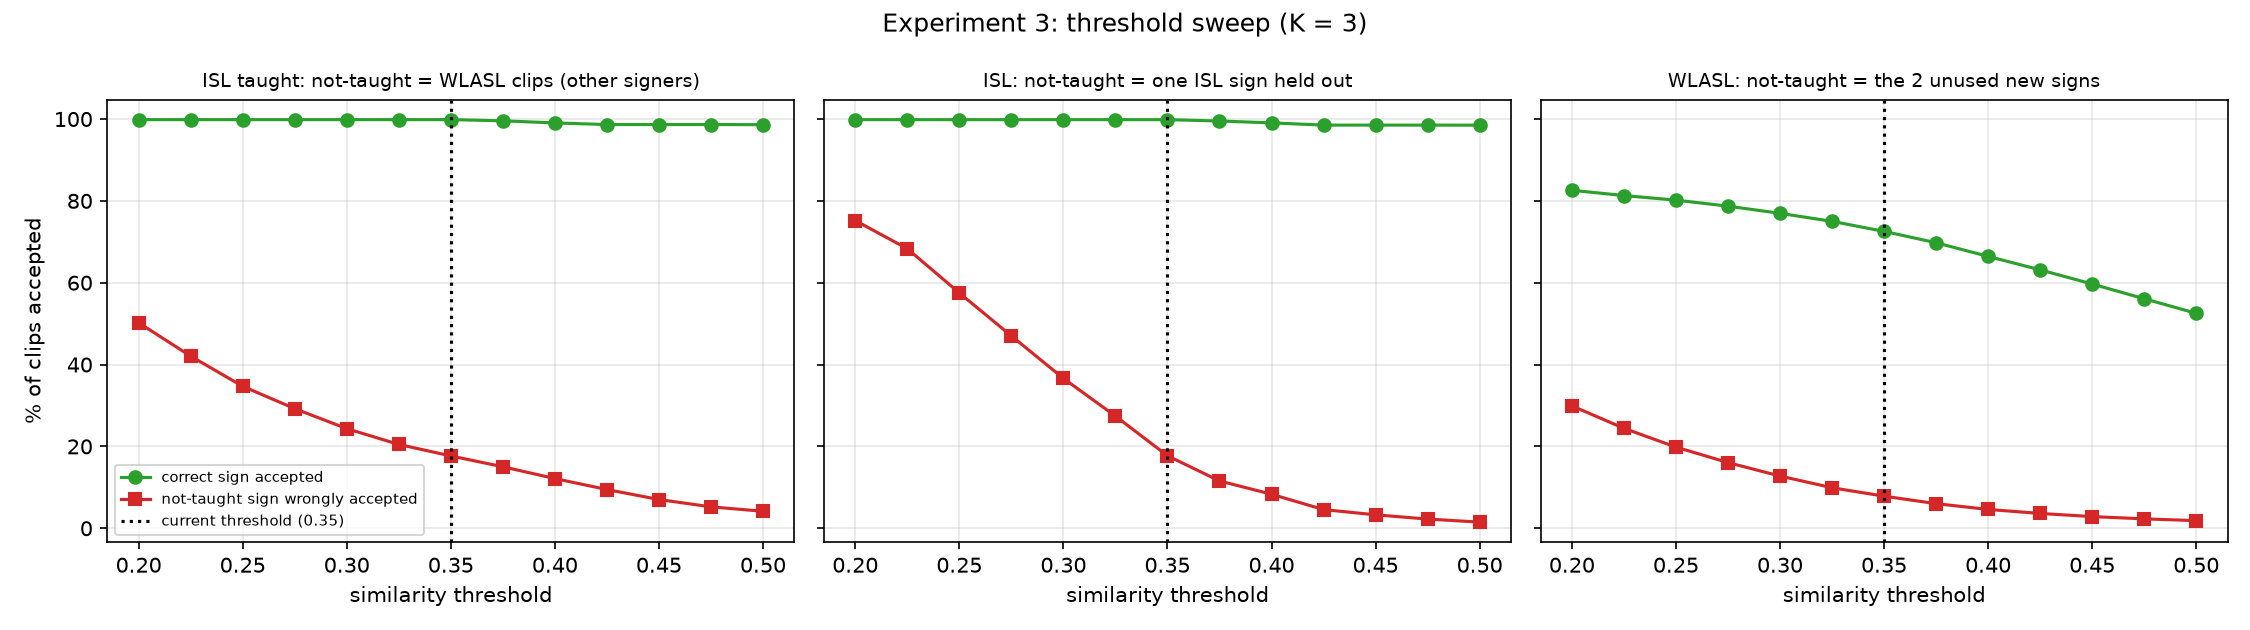 Experiment 3: threshold sweep (K = 3)
ISL taught: not-taught = WLASL clips (other signers)
ISL: not-taught = one ISL sign held out
WLASL: not-taught = the 2 unused new signs
% of clips accepted
100
80
60
40
20
0
correct sign accepted
not-taught sign wrongly accepted
current threshold (0.35)
0.20 0.25 0.30 0.35 0.40 0.45 0.50
0.20 0.25 0.30 0.35 0.40 0.45 0.50
0.20 0.25 0.30 0.35 0.40 0.45 0.50
similarity threshold
similarity threshold
similarity threshold